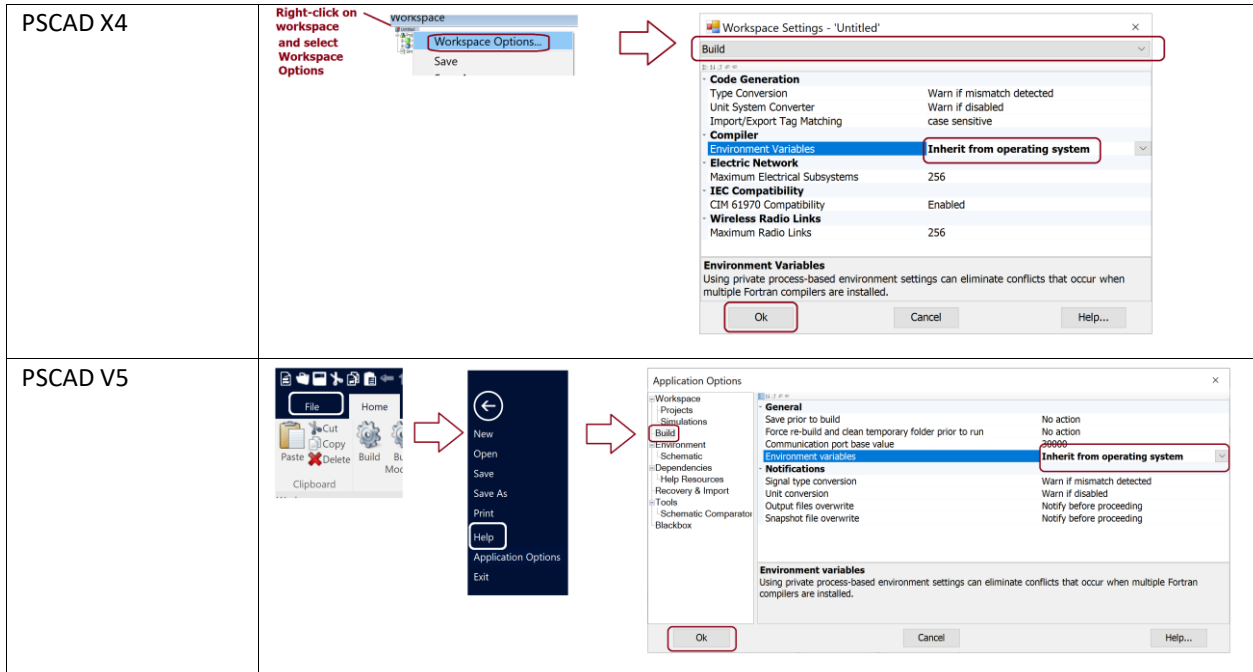 PSCAD X4
Right-click on
workspace
and select
Workspace
Options
Workspace
Workspace Options...
Save
Workspace Settings - 'Untitled'
Build
Code Generation
Type Conversion Warn if mismatch detected
Unit System Converter Warn if disabled
Import/Export Tag Matching case sensitive
Compiler
Environment Variables Inherit from operating system
Electric Network
Maximum Electrical Subsystems 256
IEC Compatibility
CIM 61970 Compatibility Enabled
Wireless Radio Links
Maximum Radio Links 256
Environment Variables
Using private process-based environment settings can eliminate conflicts that occur when
multiple Fortran compilers are installed.
Ok Cancel Help...
PSCAD V5
File Home
Cut
Copy
Paste Delete Build
Clipboard
New
Open
Save
Save As
Print
Help
Application Options
Exit
Application Options
Workspace
Projects
Simulations
Build
Environment
Schematic
Dependencies
Help Resources
Recovery & Import
Tools
Schematic Comparator
Blackbox
General
Save prior to build No action
Force re-build and clean temporary folder prior to run No action
Communication port base value 30000
Environment variables Inherit from operating system
Notifications
Signal type conversion Warn if mismatch detected
Unit conversion Warn if disabled
Output files overwrite Notify before proceeding
Snapshot file overwrite Notify before proceeding
Environment variables
Using private process-based environment settings can eliminate conflicts that occur when multiple Fortran
compilers are installed.
Ok Cancel Help...